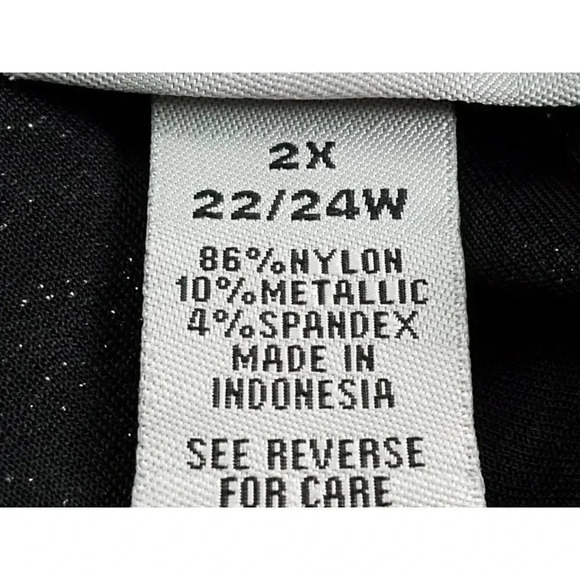 2X
22/24W
86%NYLON
10%METALLIC
4%SPANDEX
MADE IN
INDONESIA
SEE REVERSE
FOR CARE